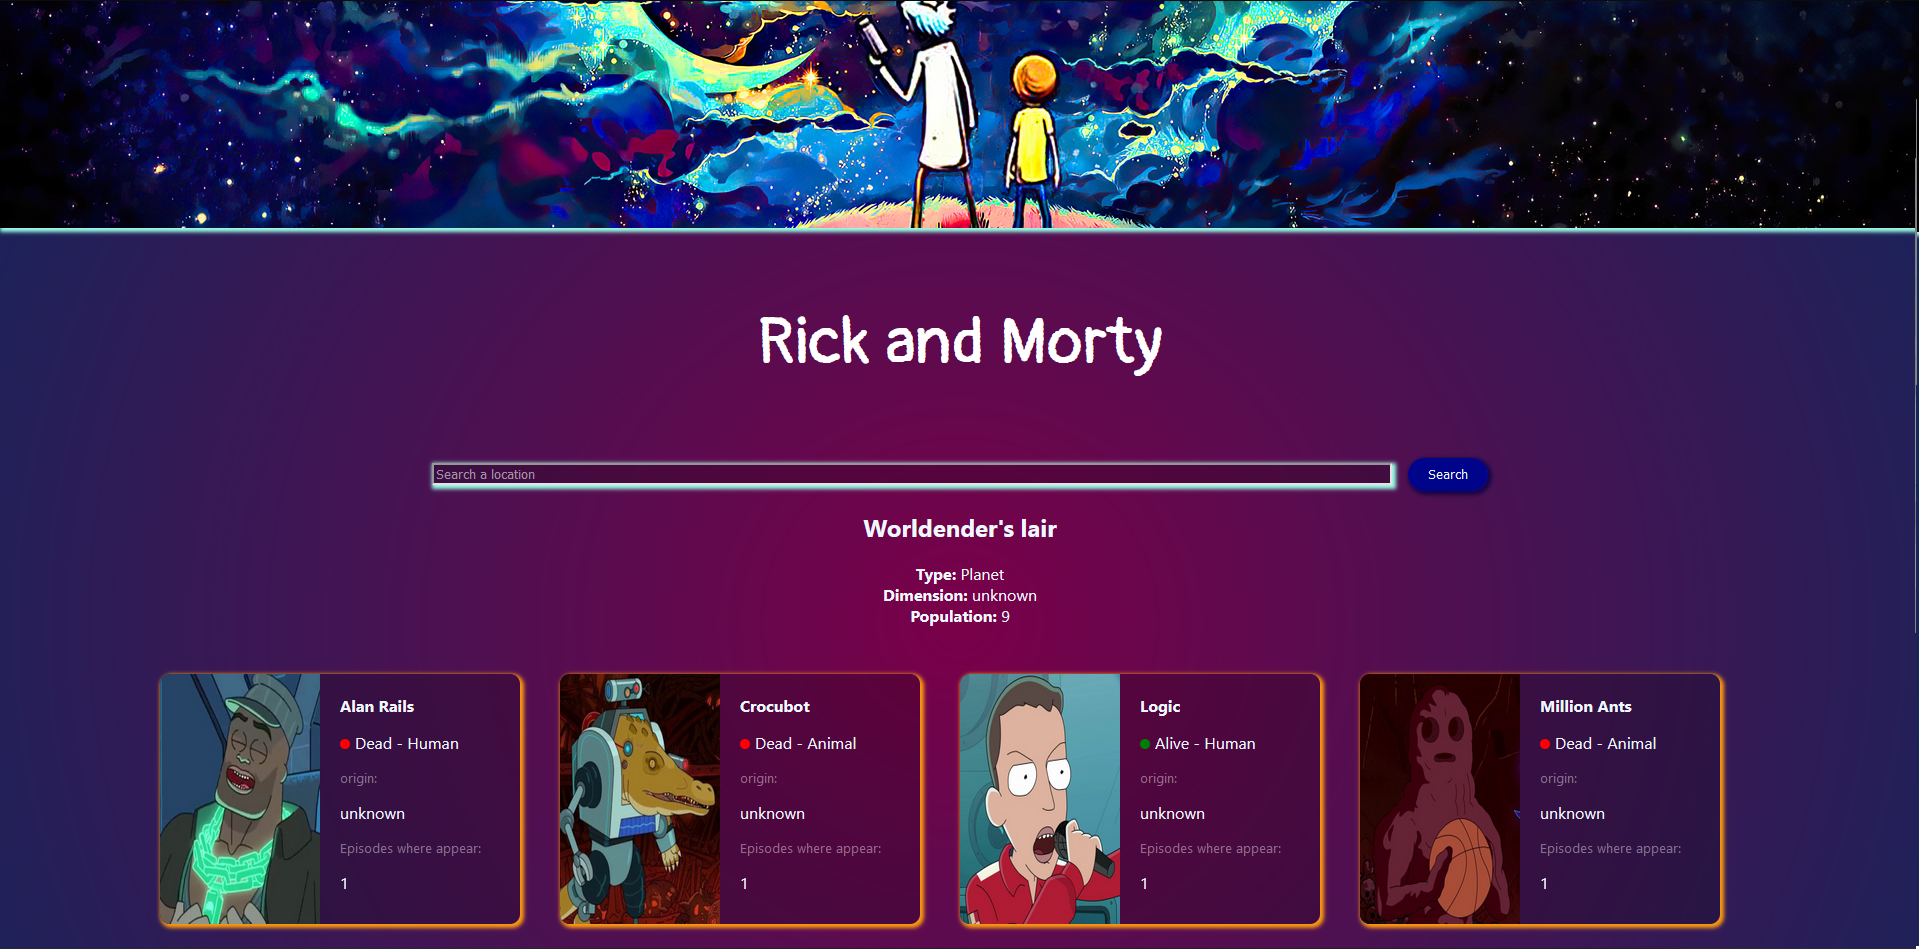 Rick and Morty
Search a location
Search
Worldender's lair
Type: Planet
Dimension: unknown
Population: 9
Alan Rails
Dead - Human
origin:
unknown
Episodes where appear:
1
Crocubot
Dead - Animal
origin:
unknown
Episodes where appear:
1
Logic
Alive - Human
origin:
unknown
Episodes where appear:
1
Million Ants
Dead - Animal
origin:
unknown
Episodes where appear:
1